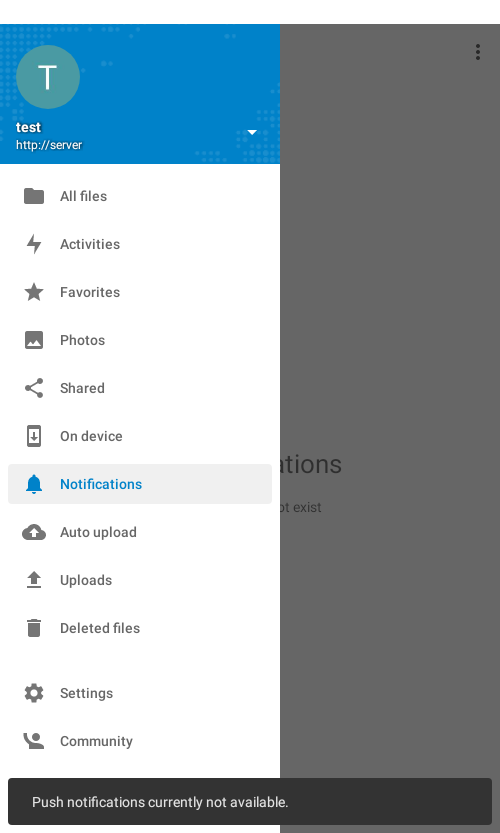 T
test
http://server
All files
Activities
Favorites
Photos
Shared
On device
Notifications
ations
ot exist
Auto upload
Uploads
Deleted files
Settings
Community
Push notifications currently not available.